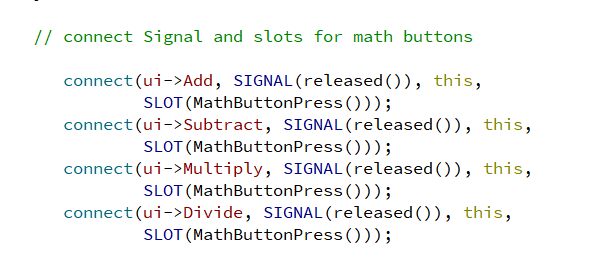 // connect Signal and slots for math buttons
connect(ui->Add, SIGNAL(released()), this,
SLOT(MathButtonPress()));
connect(ui->Subtract, SIGNAL(released()), this,
SLOT(MathButtonPress()));
connect(ui->Multiply, SIGNAL(released()), this,
SLOT(MathButtonPress()));
connect(ui->Divide, SIGNAL(released()), this,
SLOT(MathButtonPress()));